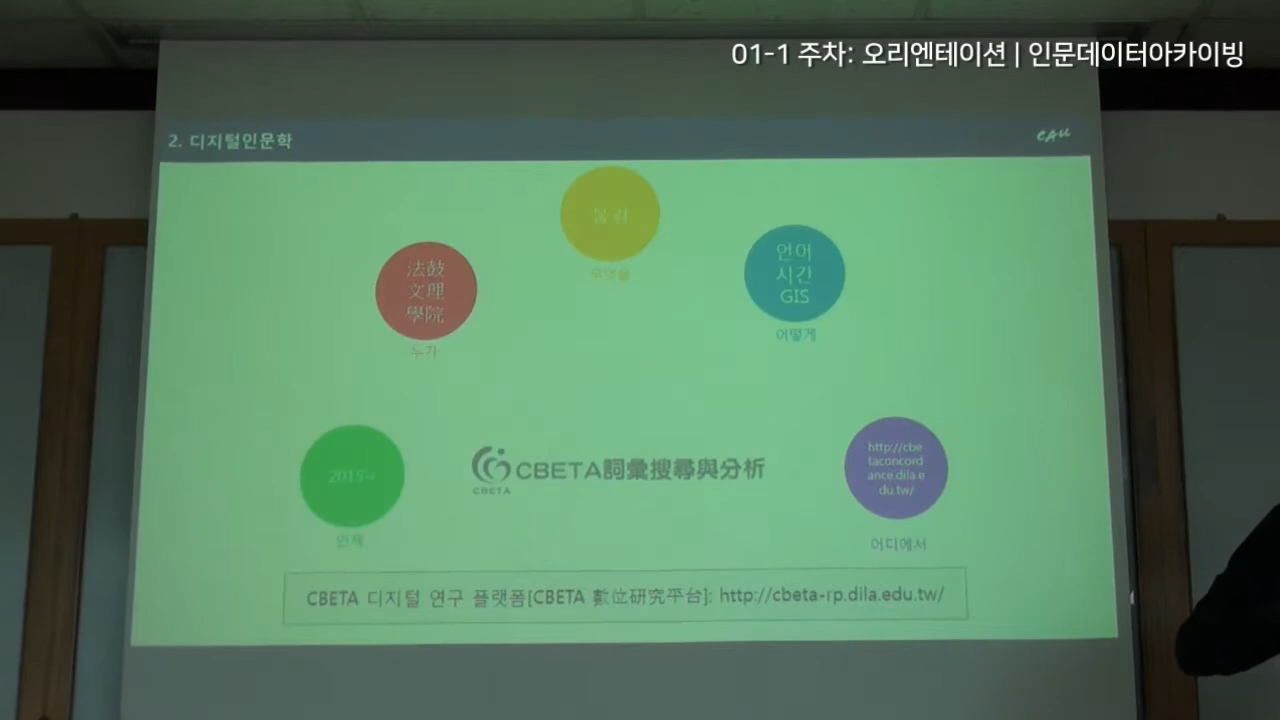 01-1 주차: 오리엔테이션 | 인문데이터아카이빙
2. 디지털인문학
CAU
法鼓
文理
學院
누가
무엇을
언어
시간
GIS
어떻게
2015~
언제
CBETA
CBETA詞彙搜尋與分析
http://cbe
taconcord
ance.dila.e
du.tw/
어디에서
CBETA 디지털 연구 플랫폼[CBETA 數位研究平台]: http://cbeta-rp.dila.edu.tw/